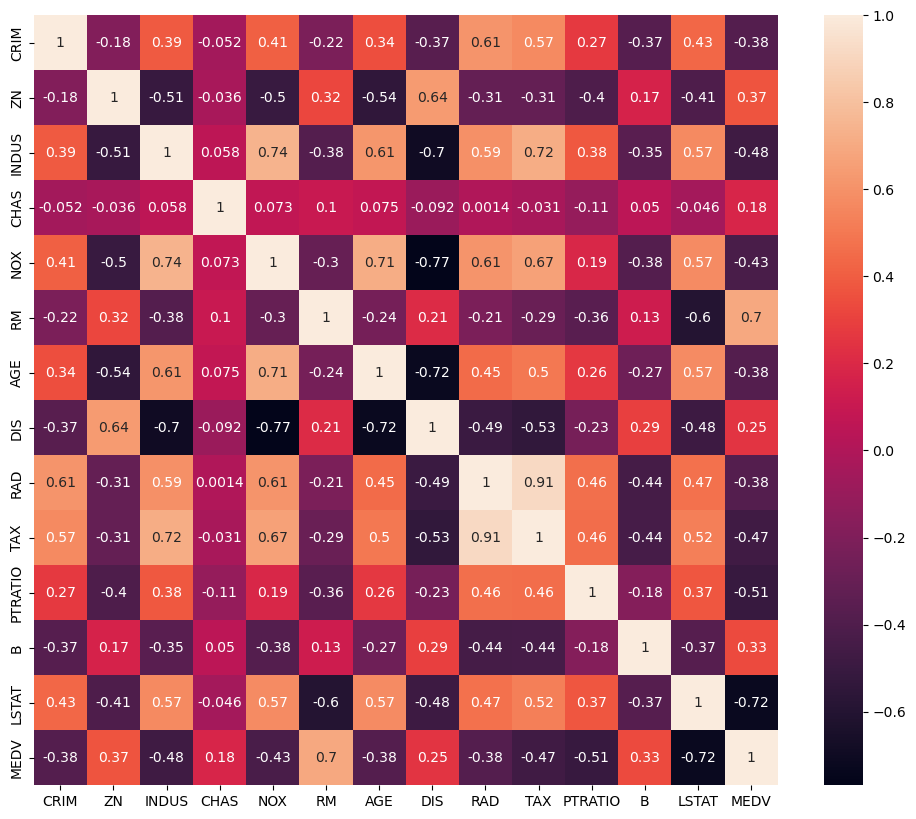 CRIM 1 -0.18 0.39 -0.052 0.41 -0.22 0.34 -0.37 0.61 0.57 0.27 -0.37 0.43 -0.38
ZN -0.18 1 -0.51 -0.036 -0.5 0.32 -0.54 0.64 -0.31 -0.31 -0.4 0.17 -0.41 0.37
INDUS 0.39 -0.51 1 0.058 0.74 -0.38 0.61 -0.7 0.59 0.72 0.38 -0.35 0.57 -0.48
CHAS -0.052 -0.036 0.058 1 0.073 0.1 0.075 -0.092 0.0014 -0.031 -0.11 0.05 -0.046 0.18
NOX 0.41 -0.5 0.74 0.073 1 -0.3 0.71 -0.77 0.61 0.67 0.19 -0.38 0.57 -0.43
RM -0.22 0.32 -0.38 0.1 -0.3 1 -0.24 0.21 -0.21 -0.29 -0.36 0.13 -0.6 0.7
AGE 0.34 -0.54 0.61 0.075 0.71 -0.24 1 -0.72 0.45 0.5 0.26 -0.27 0.57 -0.38
DIS -0.37 0.64 -0.7 -0.092 -0.77 0.21 -0.72 1 -0.49 -0.53 -0.23 0.29 -0.48 0.25
RAD 0.61 -0.31 0.59 0.0014 0.61 -0.21 0.45 -0.49 1 0.91 0.46 -0.44 0.47 -0.38
TAX 0.57 -0.31 0.72 -0.031 0.67 -0.29 0.5 -0.53 0.91 1 0.46 -0.44 0.52 -0.47
PTRATIO 0.27 -0.4 0.38 -0.11 0.19 -0.36 0.26 -0.23 0.46 0.46 1 -0.18 0.37 -0.51
B -0.37 0.17 -0.35 0.05 -0.38 0.13 -0.27 0.29 -0.44 -0.44 -0.18 1 -0.37 0.33
LSTAT 0.43 -0.41 0.57 -0.046 0.57 -0.6 0.57 -0.48 0.47 0.52 0.37 -0.37 1 -0.72
MEDV -0.38 0.37 -0.48 0.18 -0.43 0.7 -0.38 0.25 -0.38 -0.47 -0.51 0.33 -0.72 1
CRIM ZN INDUS CHAS NOX RM AGE DIS RAD TAX PTRATIO B LSTAT MEDV
1.0
0.8
0.6
0.4
0.2
0.0
−0.2
−0.4
−0.6